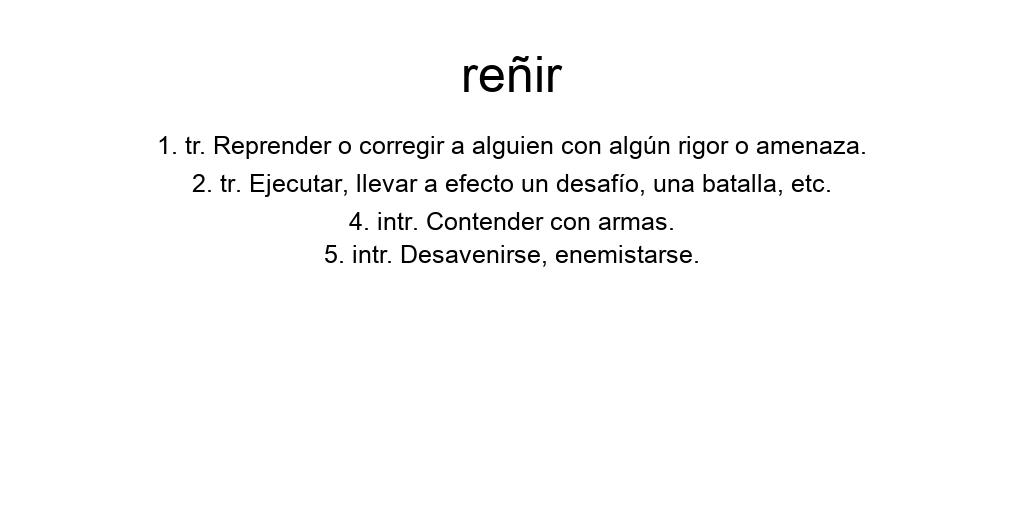 reñir
1. tr. Reprender o corregir a alguien con algún rigor o amenaza.
2. tr. Ejecutar, llevar a efecto un desafío, una batalla, etc.
4. intr. Contender con armas.
5. intr. Desavenirse, enemistarse.